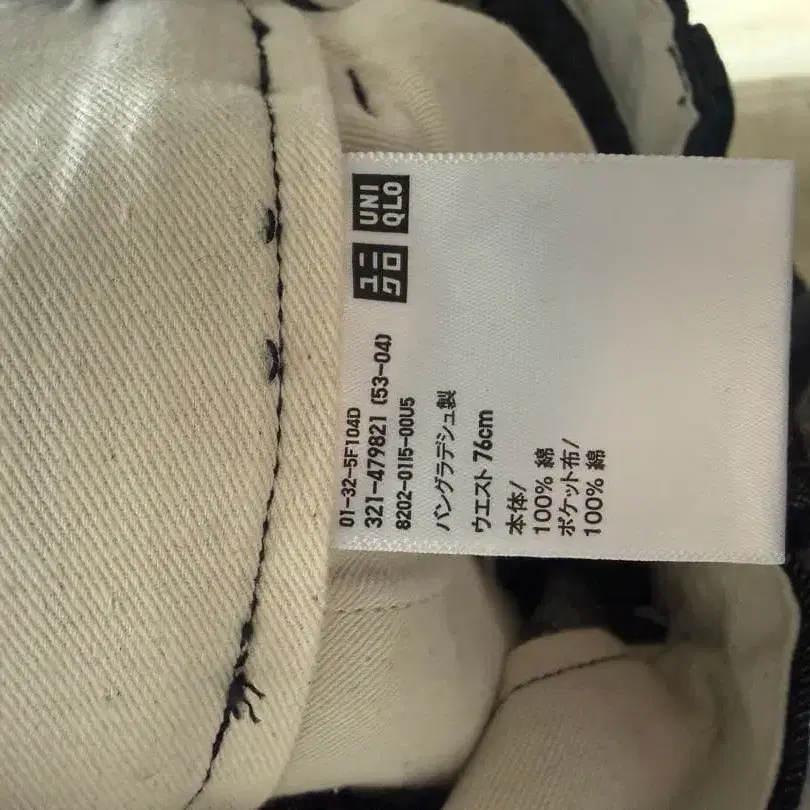 UNI
QLO
ユニ
クロ
01-32-5F104D
321-479821 (53-04)
8202-0115-00U5
バングラデシュ製
ウエスト 76cm
本体/
100% 綿
ポケット布/
100% 綿